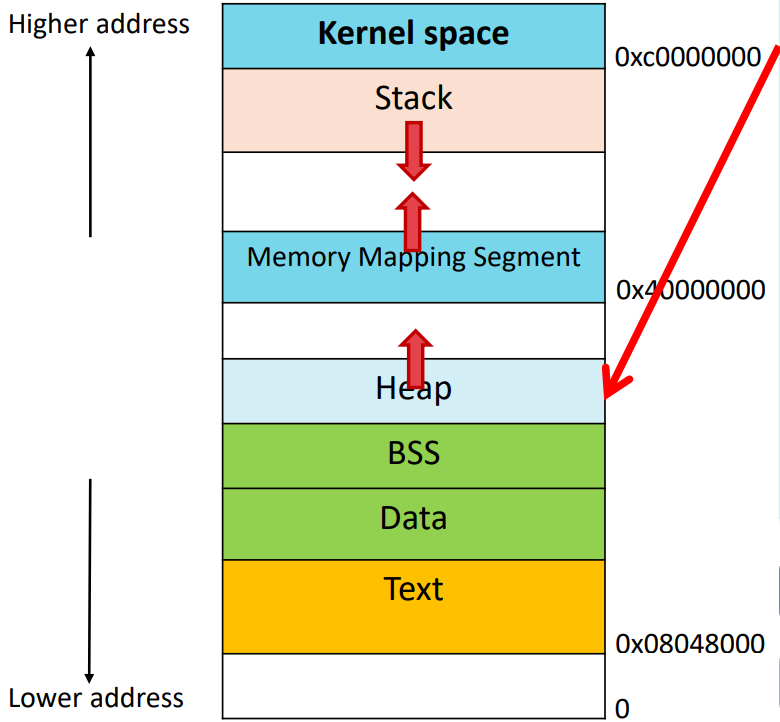 Higher address
Kernel space
0xc0000000
Stack
Memory Mapping Segment
0x40000000
Heap
BSS
Data
Text
0x08048000
Lower address
0